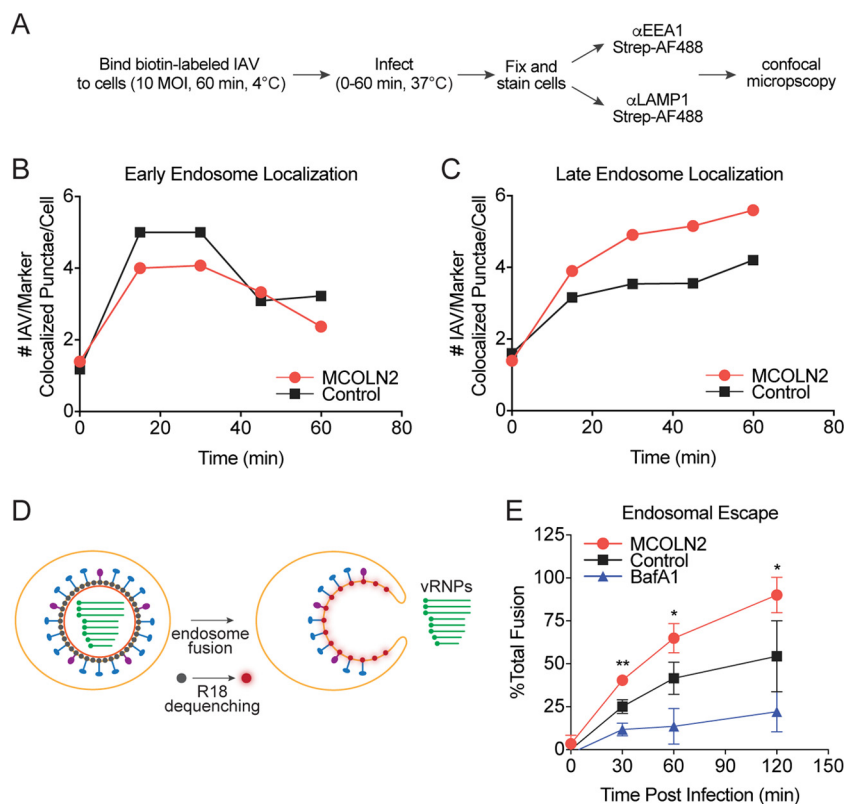 A
Bind biotin-labeled IAV
to cells (10 MOI, 60 min, 4°C)
Infect
(0-60 min, 37°C)
Fix and
stain cells
αEEA1
Strep-AF488
αLAMP1
Strep-AF488
confocal
micropscopy
B
Early Endosome Localization
# IAV/Marker
Colocalized Punctae/Cell
6
4
2
0
MCOLN2
Control
0
20
40
60
80
Time (min)
C
Late Endosome Localization
# IAV/Marker
Colocalized Punctae/Cell
6
4
2
0
MCOLN2
Control
0
20
40
60
80
Time (min)
D
endosome
fusion
R18
dequenching
vRNPs
E
Endosomal Escape
%Total Fusion
125
100
75
50
25
0
MCOLN2
Control
BafA1
**
*
*
0
30
60
90
120
150
Time Post Infection (min)